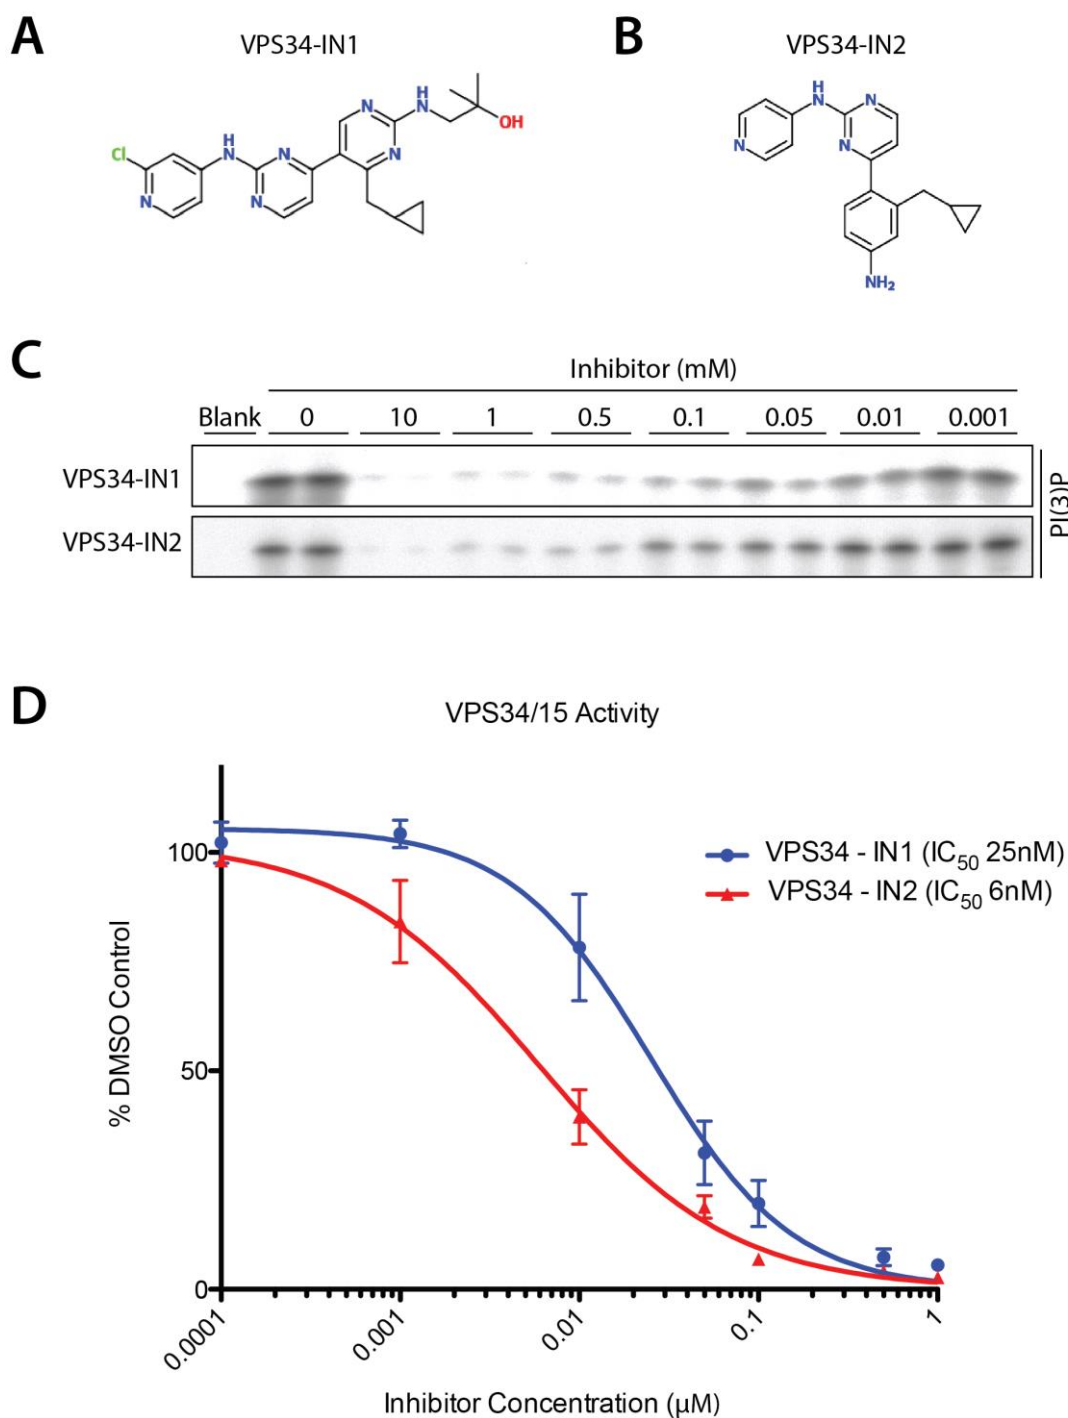 A
VPS34-IN1
B
VPS34-IN2
Cl
N
H
N
N
N
N
N
H
N
OH
N
H
N
N
N
NH2
C
Inhibitor (mM)
Blank 0 10 1 0.5 0.1 0.05 0.01 0.001
VPS34-IN1
VPS34-IN2
PI(3)P
D
VPS34/15 Activity
100
50
0
% DMSO Control
VPS34 - IN1 (IC50 25nM)
VPS34 - IN2 (IC50 6nM)
0.0001 0.001 0.01 0.1 1
Inhibitor Concentration (µM)